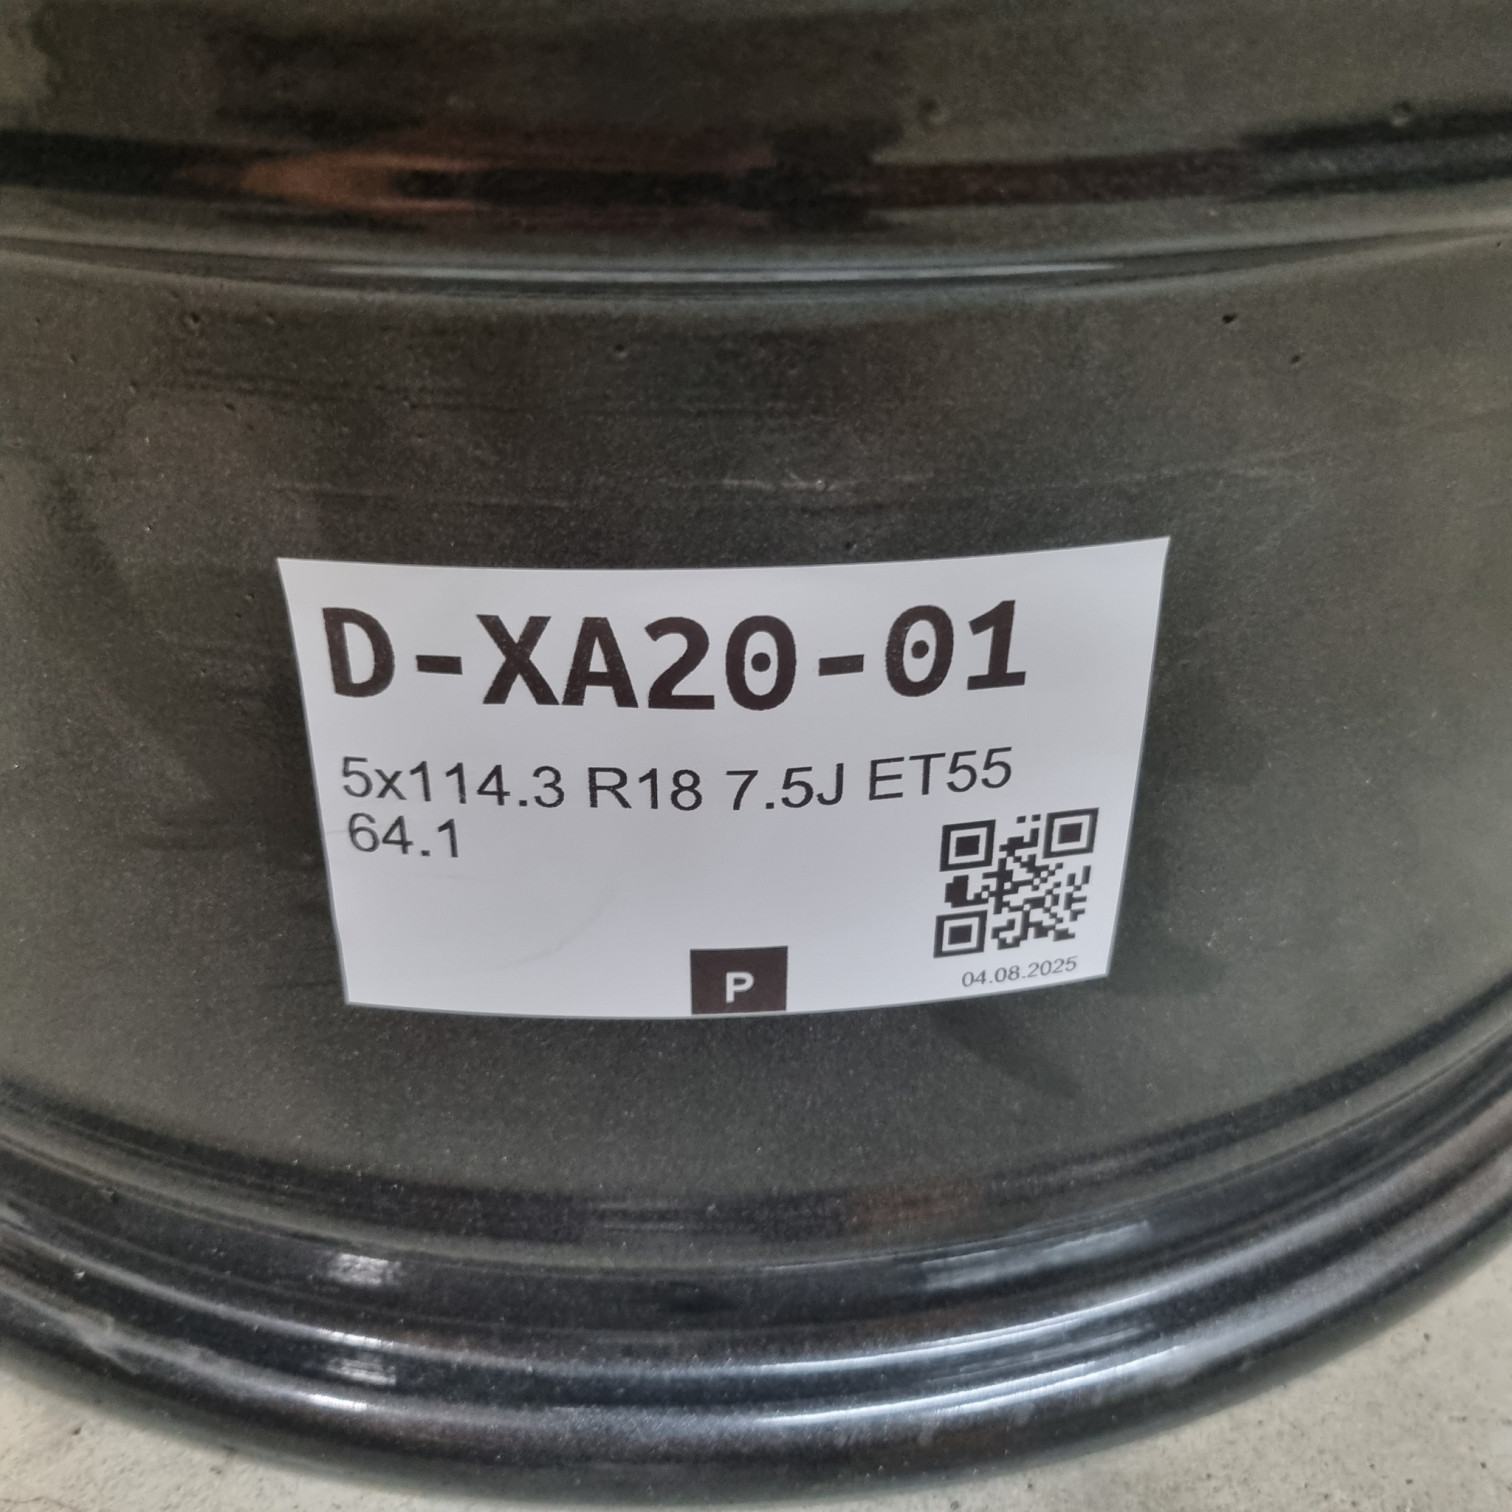 D-XA20-01
5x114.3 R18 7.5J ET55
64.1
P
04.08.2025